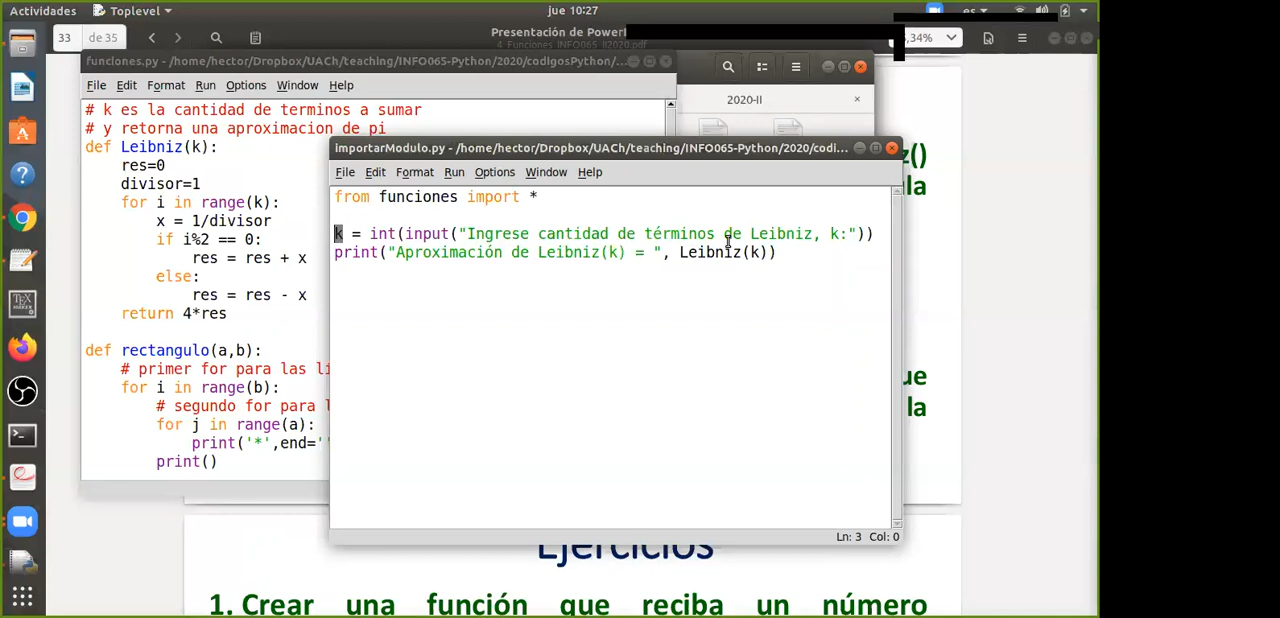 Actividades
Toplevel
jue 10:27
es
33
de 35
4_Funciones_INFO065_II2020.pdf
funciones.py - /home/hector/Dropbox/UACh/teaching/INFO065-Python/2020/codigosPython/...
File Edit Format Run Options Window Help
# k es la cantidad de terminos a sumar
# y retorna una aproximacion de pi
def Leibniz(k):
res=0
divisor=1
for i in range(k):
x = 1/divisor
if i%2 == 0:
res = res + x
else:
res = res - x
return 4*res
def rectangulo(a,b):
# primer for para las
for i in range(b):
# segundo for para
for j in range(a):
print('*',end='
print()
2020-II
importarModulo.py - /home/hector/Dropbox/UACh/teaching/INFO065-Python/2020/codi...
File Edit Format Run Options Window Help
from funciones import *
k = int(input("Ingrese cantidad de términos de Leibniz, k:"))
print("Aproximación de Leibniz(k) = ", Leibniz(k))
Ln: 3 Col: 0
z()
la
ue
la
Ejercicios
1. Crear una función que reciba un número